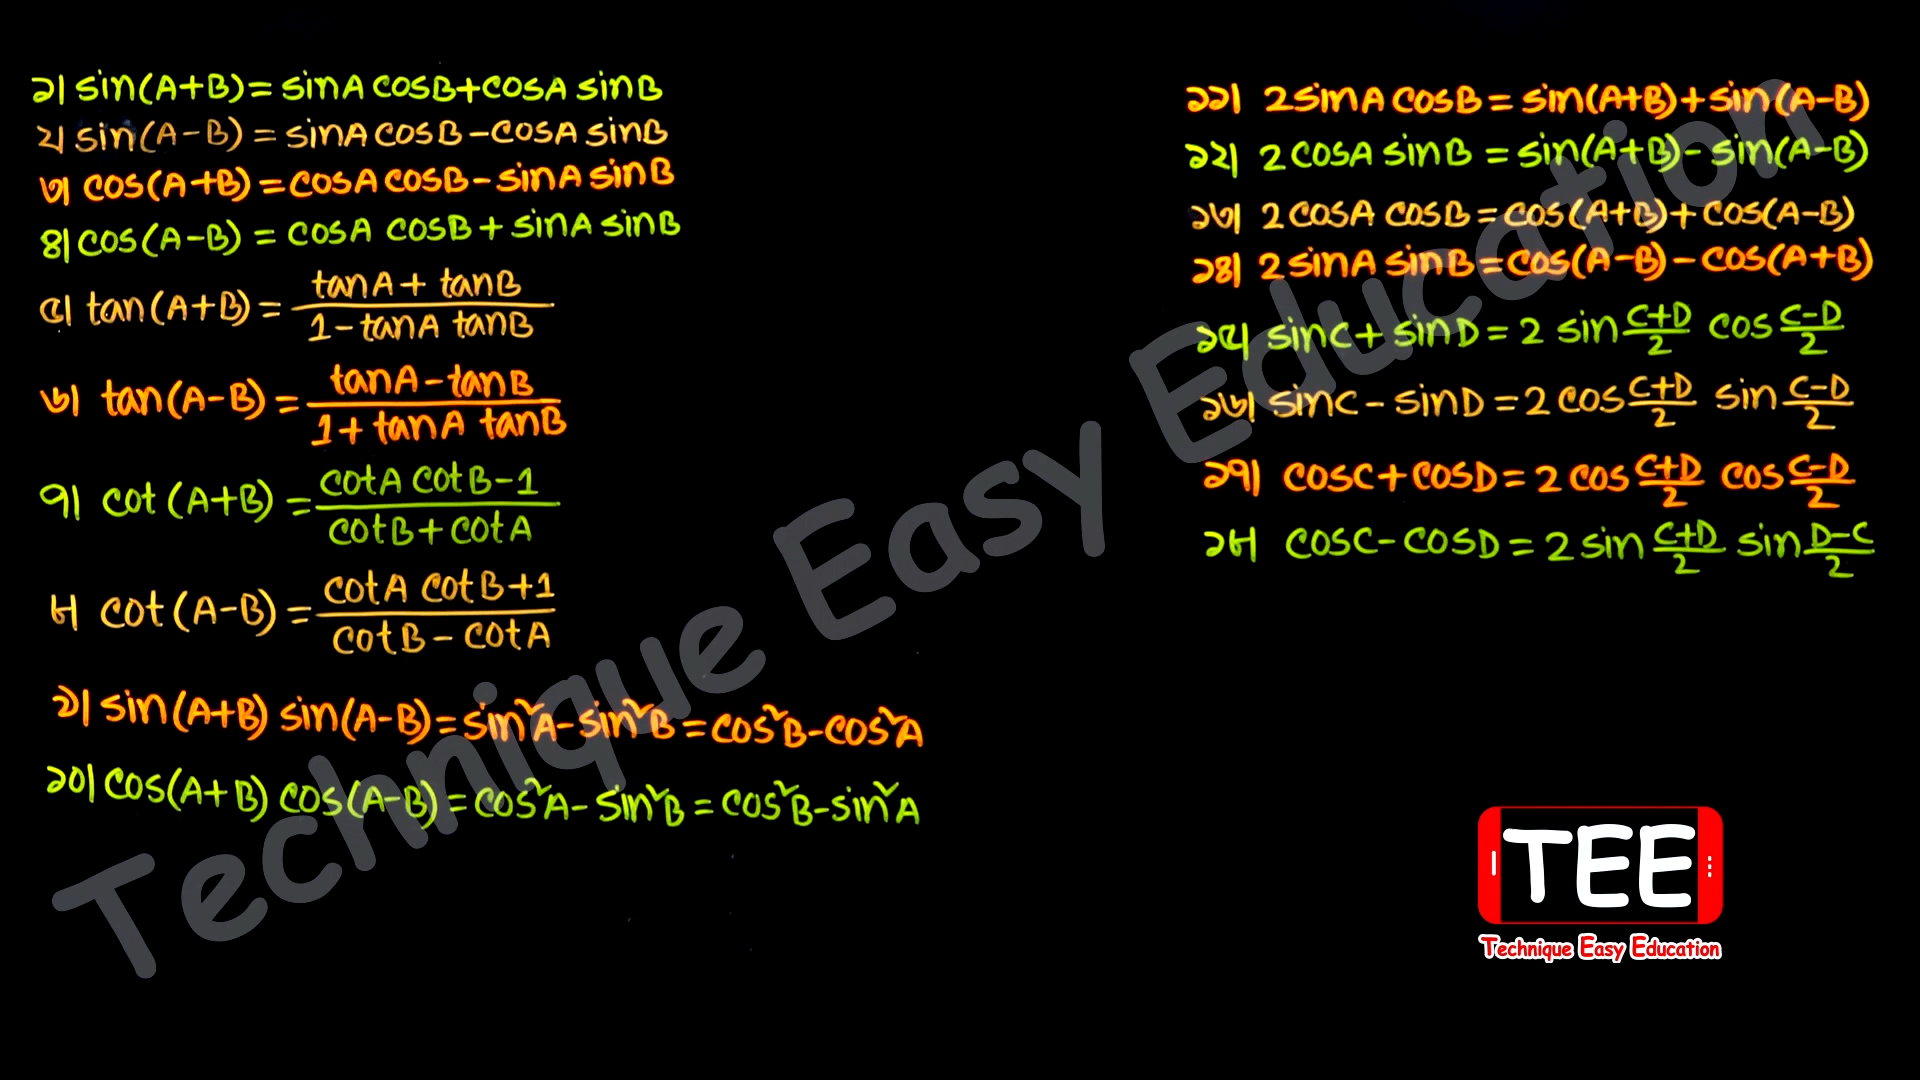 ১। sin(A+B) = sinA cosB+cosA sinB
২। sin(A-B) = sinA cosB-cosA sinB
৩। cos(A+B) = cosA cosB-sinA sinB
৪। cos(A-B) = cosA cosB + sinA sinB
৫। tan(A+B) = (tanA + tanB)/(1-tanA tanB)
৬। tan(A-B) = (tanA-tanB)/(1+tanA tanB)
৭। cot(A+B) = (cotA cotB-1)/(cotB+cotA)
৮। cot(A-B) = (cotA cotB+1)/(cotB-cotA)
৯। sin(A+B) sin(A-B) = sin²A-sin²B = cos²B-cos²A
১০। cos(A+B) cos(A-B) = cos²A-sin²B = cos²B-sin²A
১১। 2sinA cosB = sin(A+B)+sin(A-B)
১২। 2cosA sinB = sin(A+B)-sin(A-B)
১৩। 2cosA cosB = cos(A+B)+cos(A-B)
১৪। 2sinA sinB = cos(A-B)-cos(A+B)
১৫। sinC + sinD = 2 sin (C+D)/2 cos (C-D)/2
১৬। sinC - sinD = 2 cos (C+D)/2 sin (C-D)/2
১৭। cosC + cosD = 2 cos (C+D)/2 cos (C-D)/2
১৮। cosC - cosD = 2 sin (C+D)/2 sin (D-C)/2
Technique Easy Education
TEE
Technique Easy Education